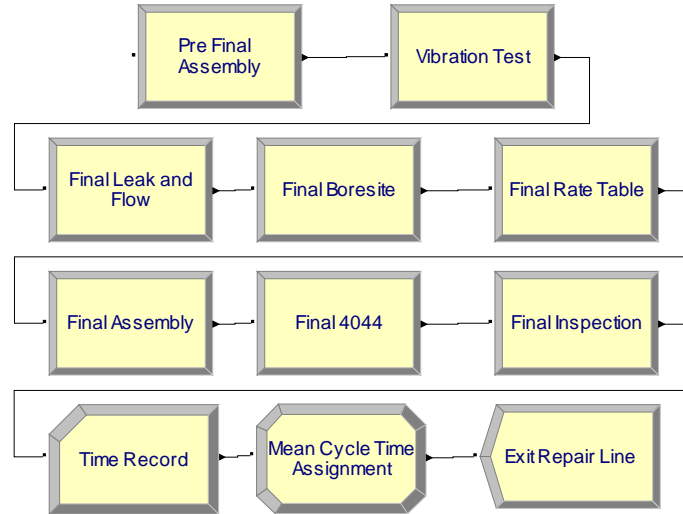 Pre Final
Assembly
Vibration Test
Final Leak and
Flow
Final Boresite
Final Rate Table
Final Assembly
Final 4044
Final Inspection
Time Record
Mean Cycle Time
Assignment
Exit Repair Line